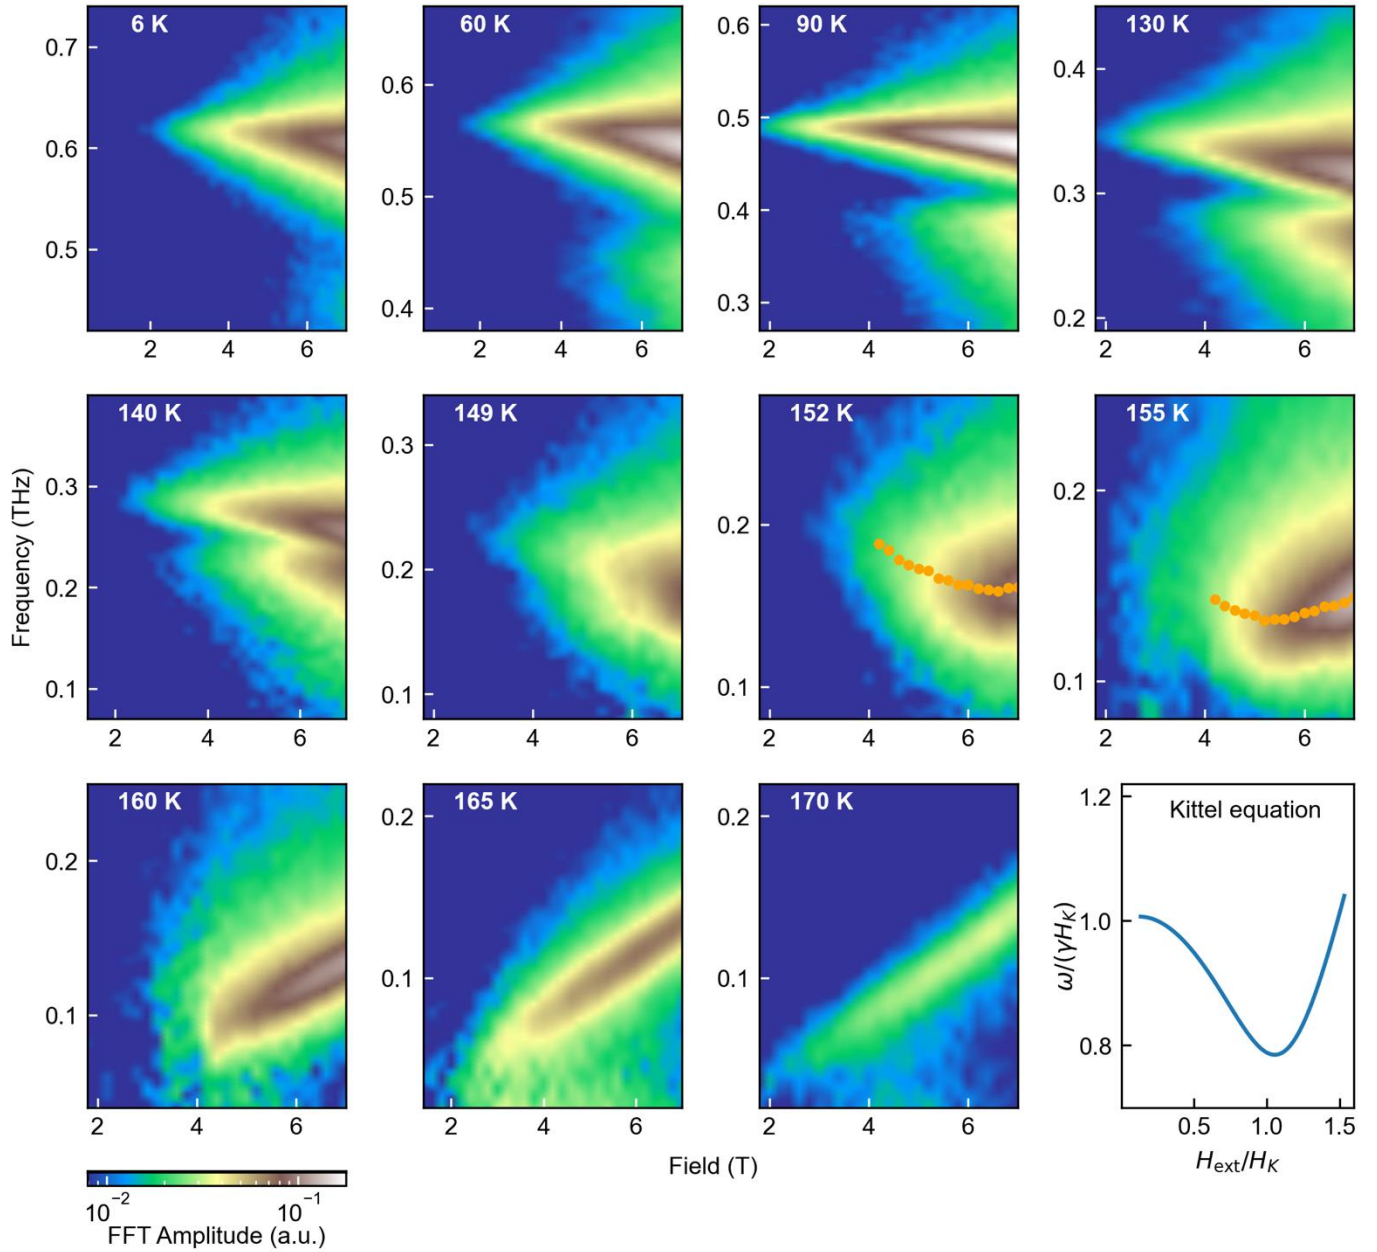 6 K
0.7
0.6
0.5
2 4 6
60 K
0.6
0.5
0.4
2 4 6
90 K
0.6
0.5
0.4
0.3
2 4 6
130 K
0.4
0.3
0.2
2 4 6
140 K
0.3
0.2
0.1
2 4 6
149 K
0.3
0.2
0.1
2 4 6
152 K
0.2
0.1
2 4 6
155 K
0.2
0.1
2 4 6
Frequency (THz)
160 K
0.2
0.1
2 4 6
165 K
0.2
0.1
2 4 6
170 K
0.2
0.1
2 4 6
Kittel equation
1.2
1.0
0.8
ω/(γH_K)
0.5 1.0 1.5
H_ext/H_K
Field (T)
10⁻² 10⁻¹
FFT Amplitude (a.u.)